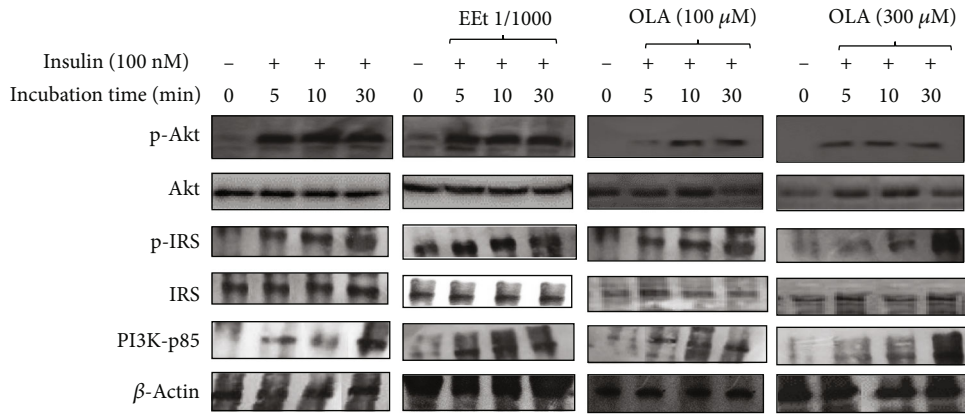 EEt 1/1000 OLA (100 μM) OLA (300 μM)
Insulin (100 nM) – + + + – + + + – + + + – + + +
Incubation time (min) 0 5 10 30 0 5 10 30 0 5 10 30 0 5 10 30
p-Akt
Akt
p-IRS
IRS
PI3K-p85
β-Actin